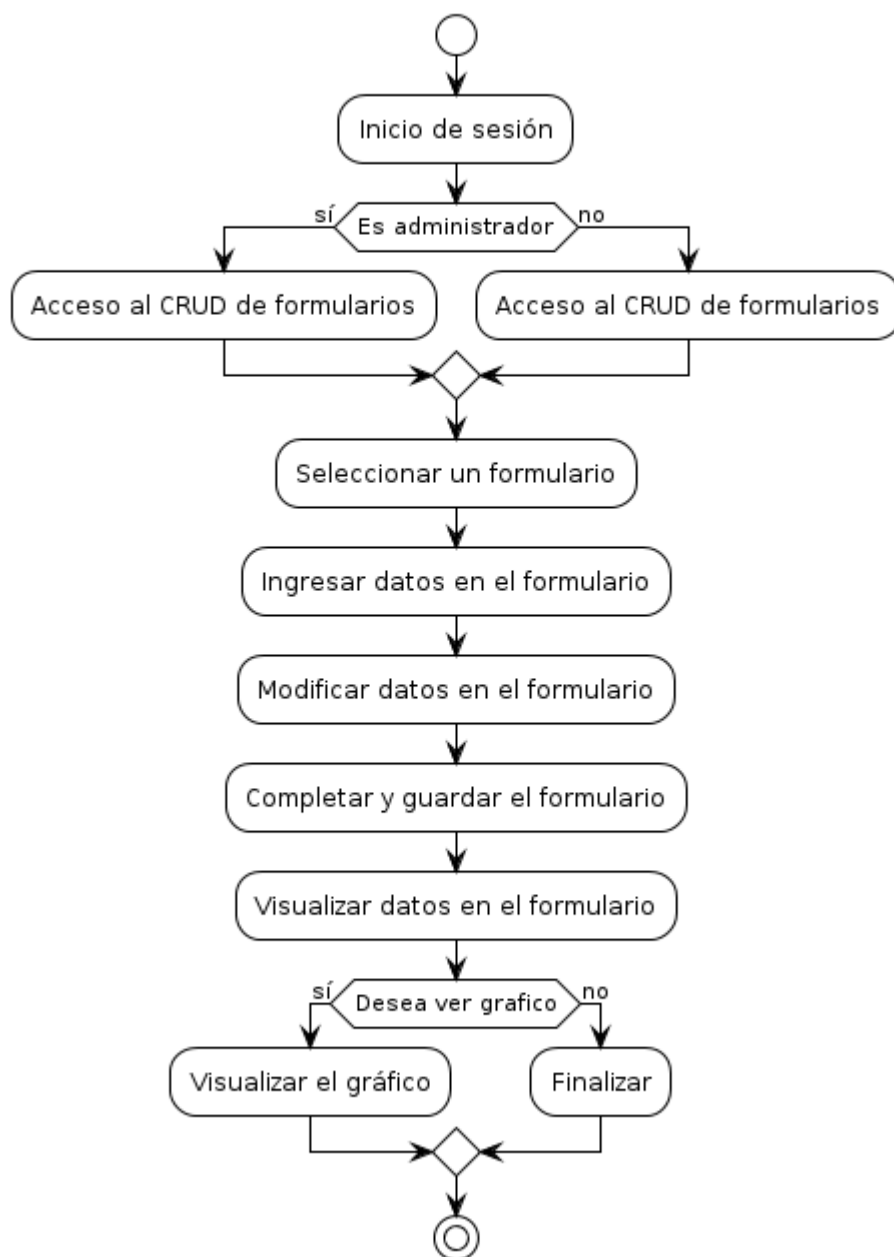 Inicio de sesión
sí
Es administrador
no
Acceso al CRUD de formularios
Acceso al CRUD de formularios
Seleccionar un formulario
Ingresar datos en el formulario
Modificar datos en el formulario
Completar y guardar el formulario
Visualizar datos en el formulario
sí
Desea ver grafico
no
Visualizar el gráfico
Finalizar